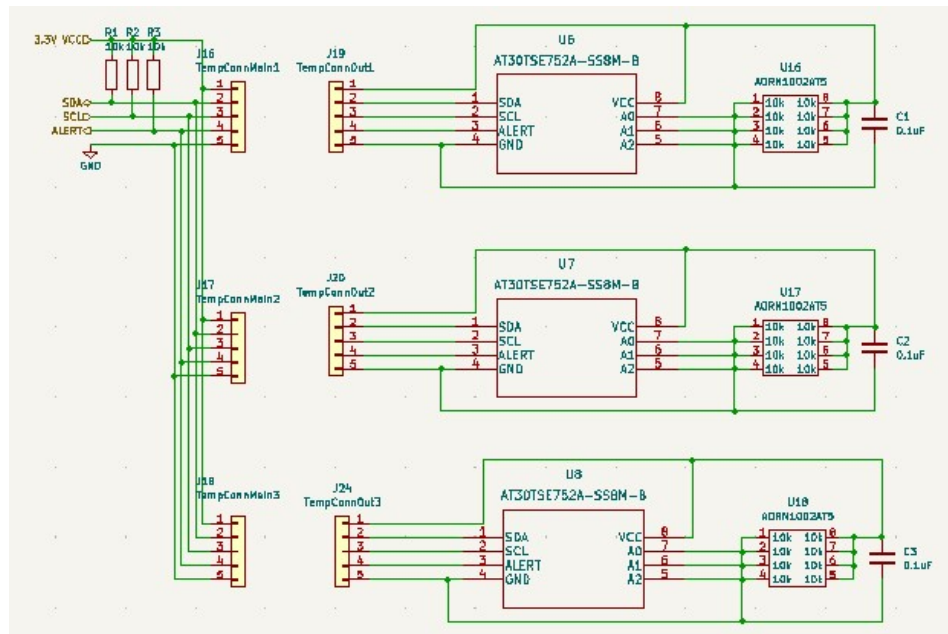 3.3V VCC
R1 R2 R3
10k 10k 10k
SDA
SCL
ALERT
GND
J16
TempConnMain1
1
2
3
4
5
J19
TempConnOut1
1
2
3
4
5
U6
AT30TSE752A-SS8M-B
1 SDA VCC 8
2 SCL A0 7
3 ALERT A1 6
4 GND A2 5
U16
AORN1002AT5
1 10k 10k 8
2 10k 10k 7
3 10k 10k 6
4 10k 10k 5
C1
0.1uF
J17
TempConnMain2
1
2
3
4
5
J20
TempConnOut2
1
2
3
4
5
U7
AT30TSE752A-SS8M-B
1 SDA VCC 8
2 SCL A0 7
3 ALERT A1 6
4 GND A2 5
U17
AORN1002AT5
1 10k 10k 8
2 10k 10k 7
3 10k 10k 6
4 10k 10k 5
C2
0.1uF
J18
TempConnMain3
1
2
3
4
5
J24
TempConnOut3
1
2
3
4
5
U8
AT30TSE752A-SS8M-B
1 SDA VCC 8
2 SCL A0 7
3 ALERT A1 6
4 GND A2 5
U18
AORN1002AT5
1 10k 10k 8
2 10k 10k 7
3 10k 10k 6
4 10k 10k 5
C3
0.1uF